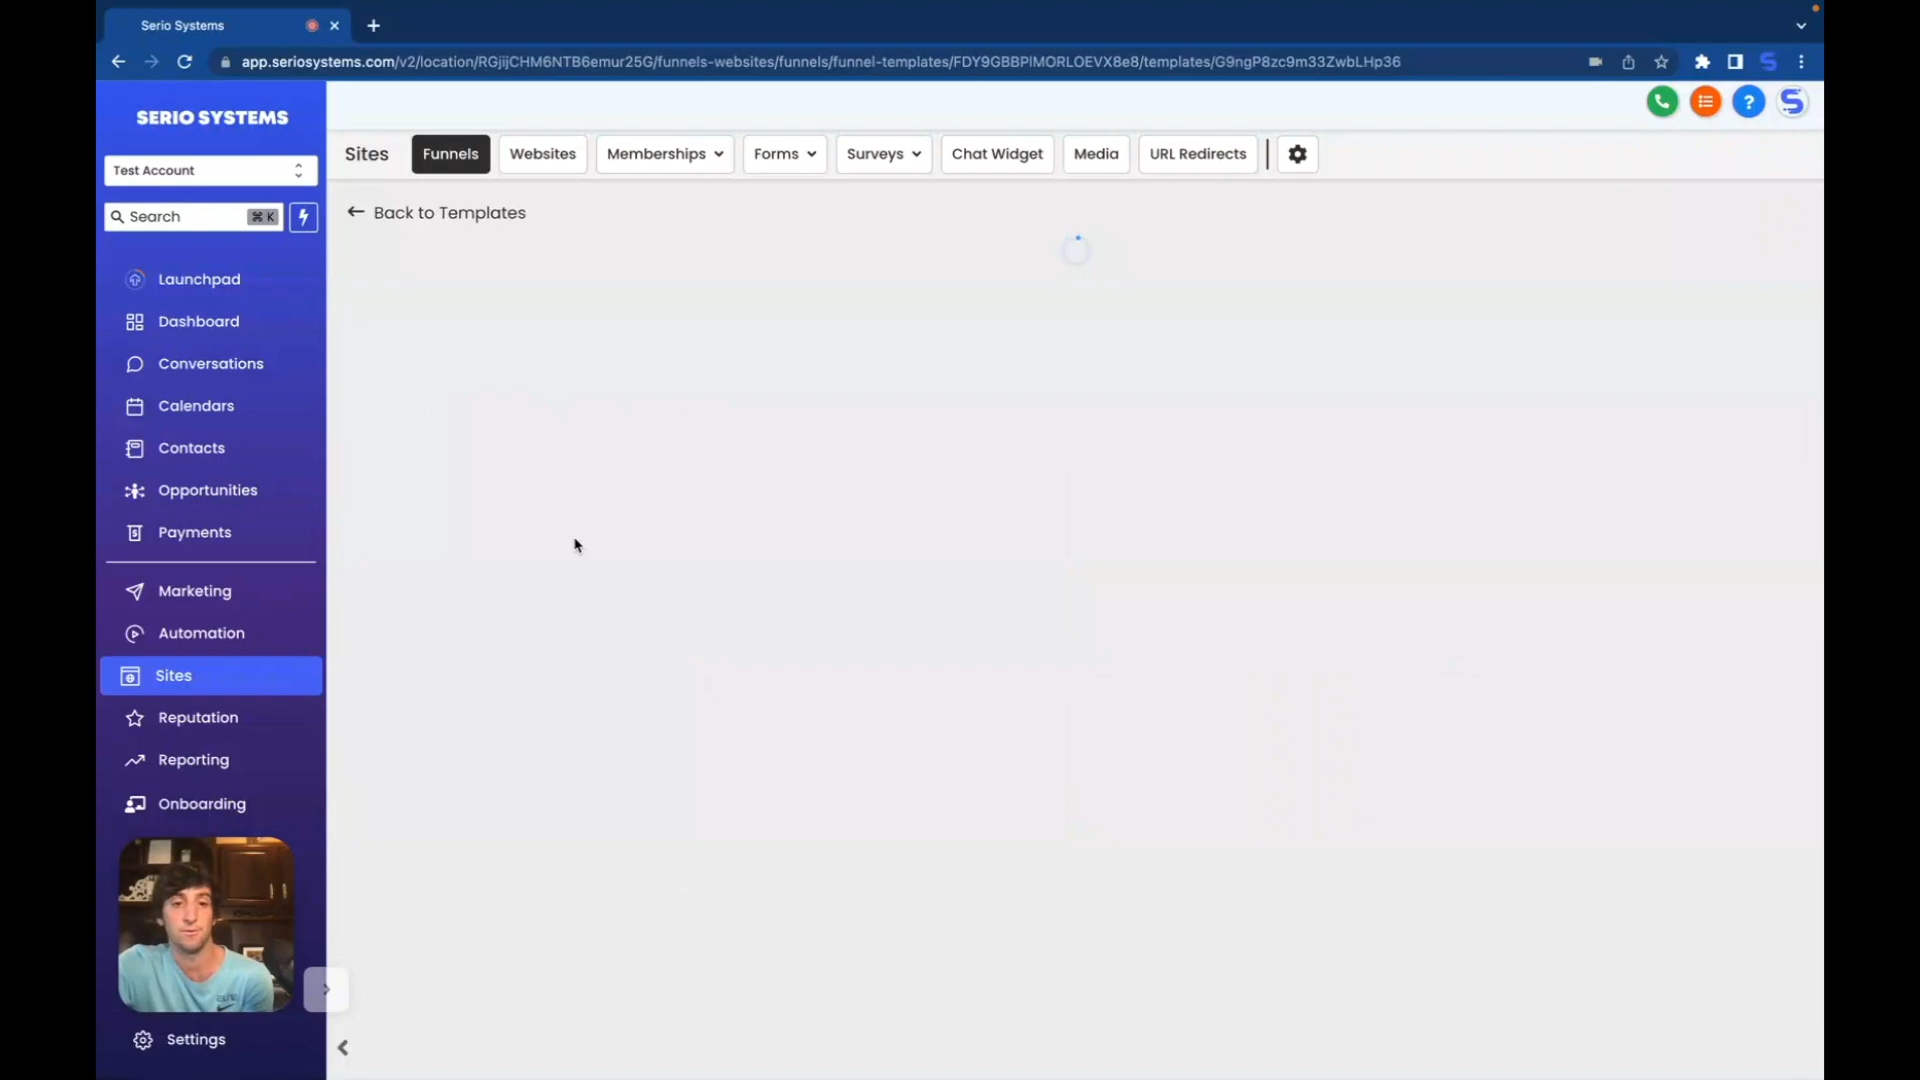 Serio Systems
app.seriosystems.com/v2/location/RGjijCHM6NTB6emur25G/funnels-websites/funnels/funnel-templates/FDY9GBBPlMORLOEVX8e8/templates/G9ngP8zc9m33ZwbLHp36
SERIO SYSTEMS
Test Account
Search ⌘ K
Sites Funnels Websites Memberships Forms Surveys Chat Widget Media URL Redirects
Back to Templates
Launchpad
Dashboard
Conversations
Calendars
Contacts
Opportunities
Payments
Marketing
Automation
Sites
Reputation
Reporting
Onboarding
Settings